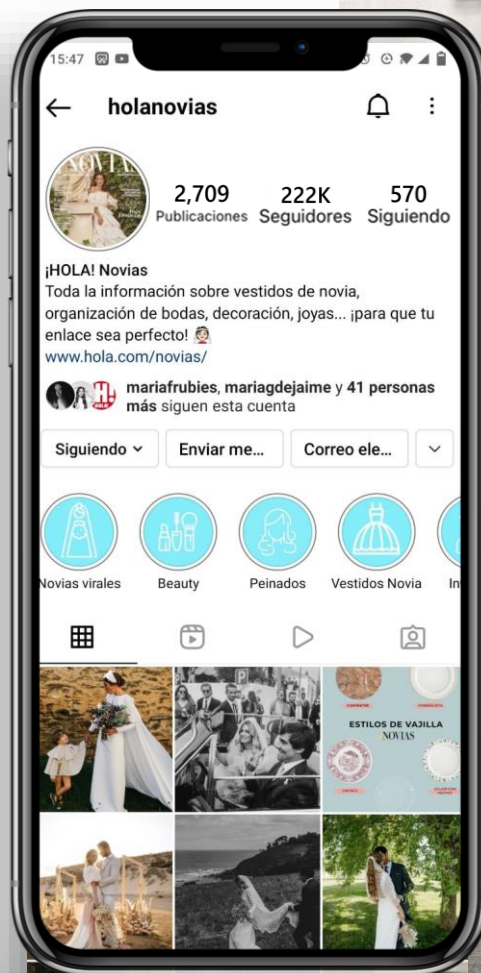 15:47
holanovias
NOVIAS
2,709 222K 570
Publicaciones Seguidores Siguiendo
¡HOLA! Novias
Toda la información sobre vestidos de novia,
organización de bodas, decoración, joyas... ¡para que tu
enlace sea perfecto!
www.hola.com/novias/
mariafrubies, mariagdejaime y 41 personas
más siguen esta cuenta
Siguiendo Enviar me... Correo ele...
Novias virales Beauty Peinados Vestidos Novia In
ESTILOS DE VAJILLA
NOVIAS